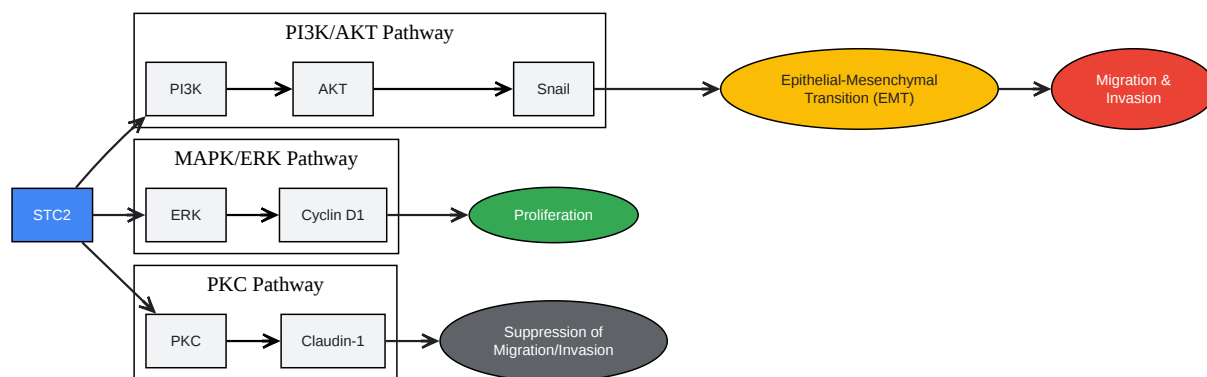 PI3K/AKT Pathway
PI3K
AKT
Snail
Epithelial-Mesenchymal
Transition (EMT)
Migration &
Invasion
MAPK/ERK Pathway
STC2
ERK
Cyclin D1
Proliferation
PKC Pathway
PKC
Claudin-1
Suppression of
Migration/Invasion